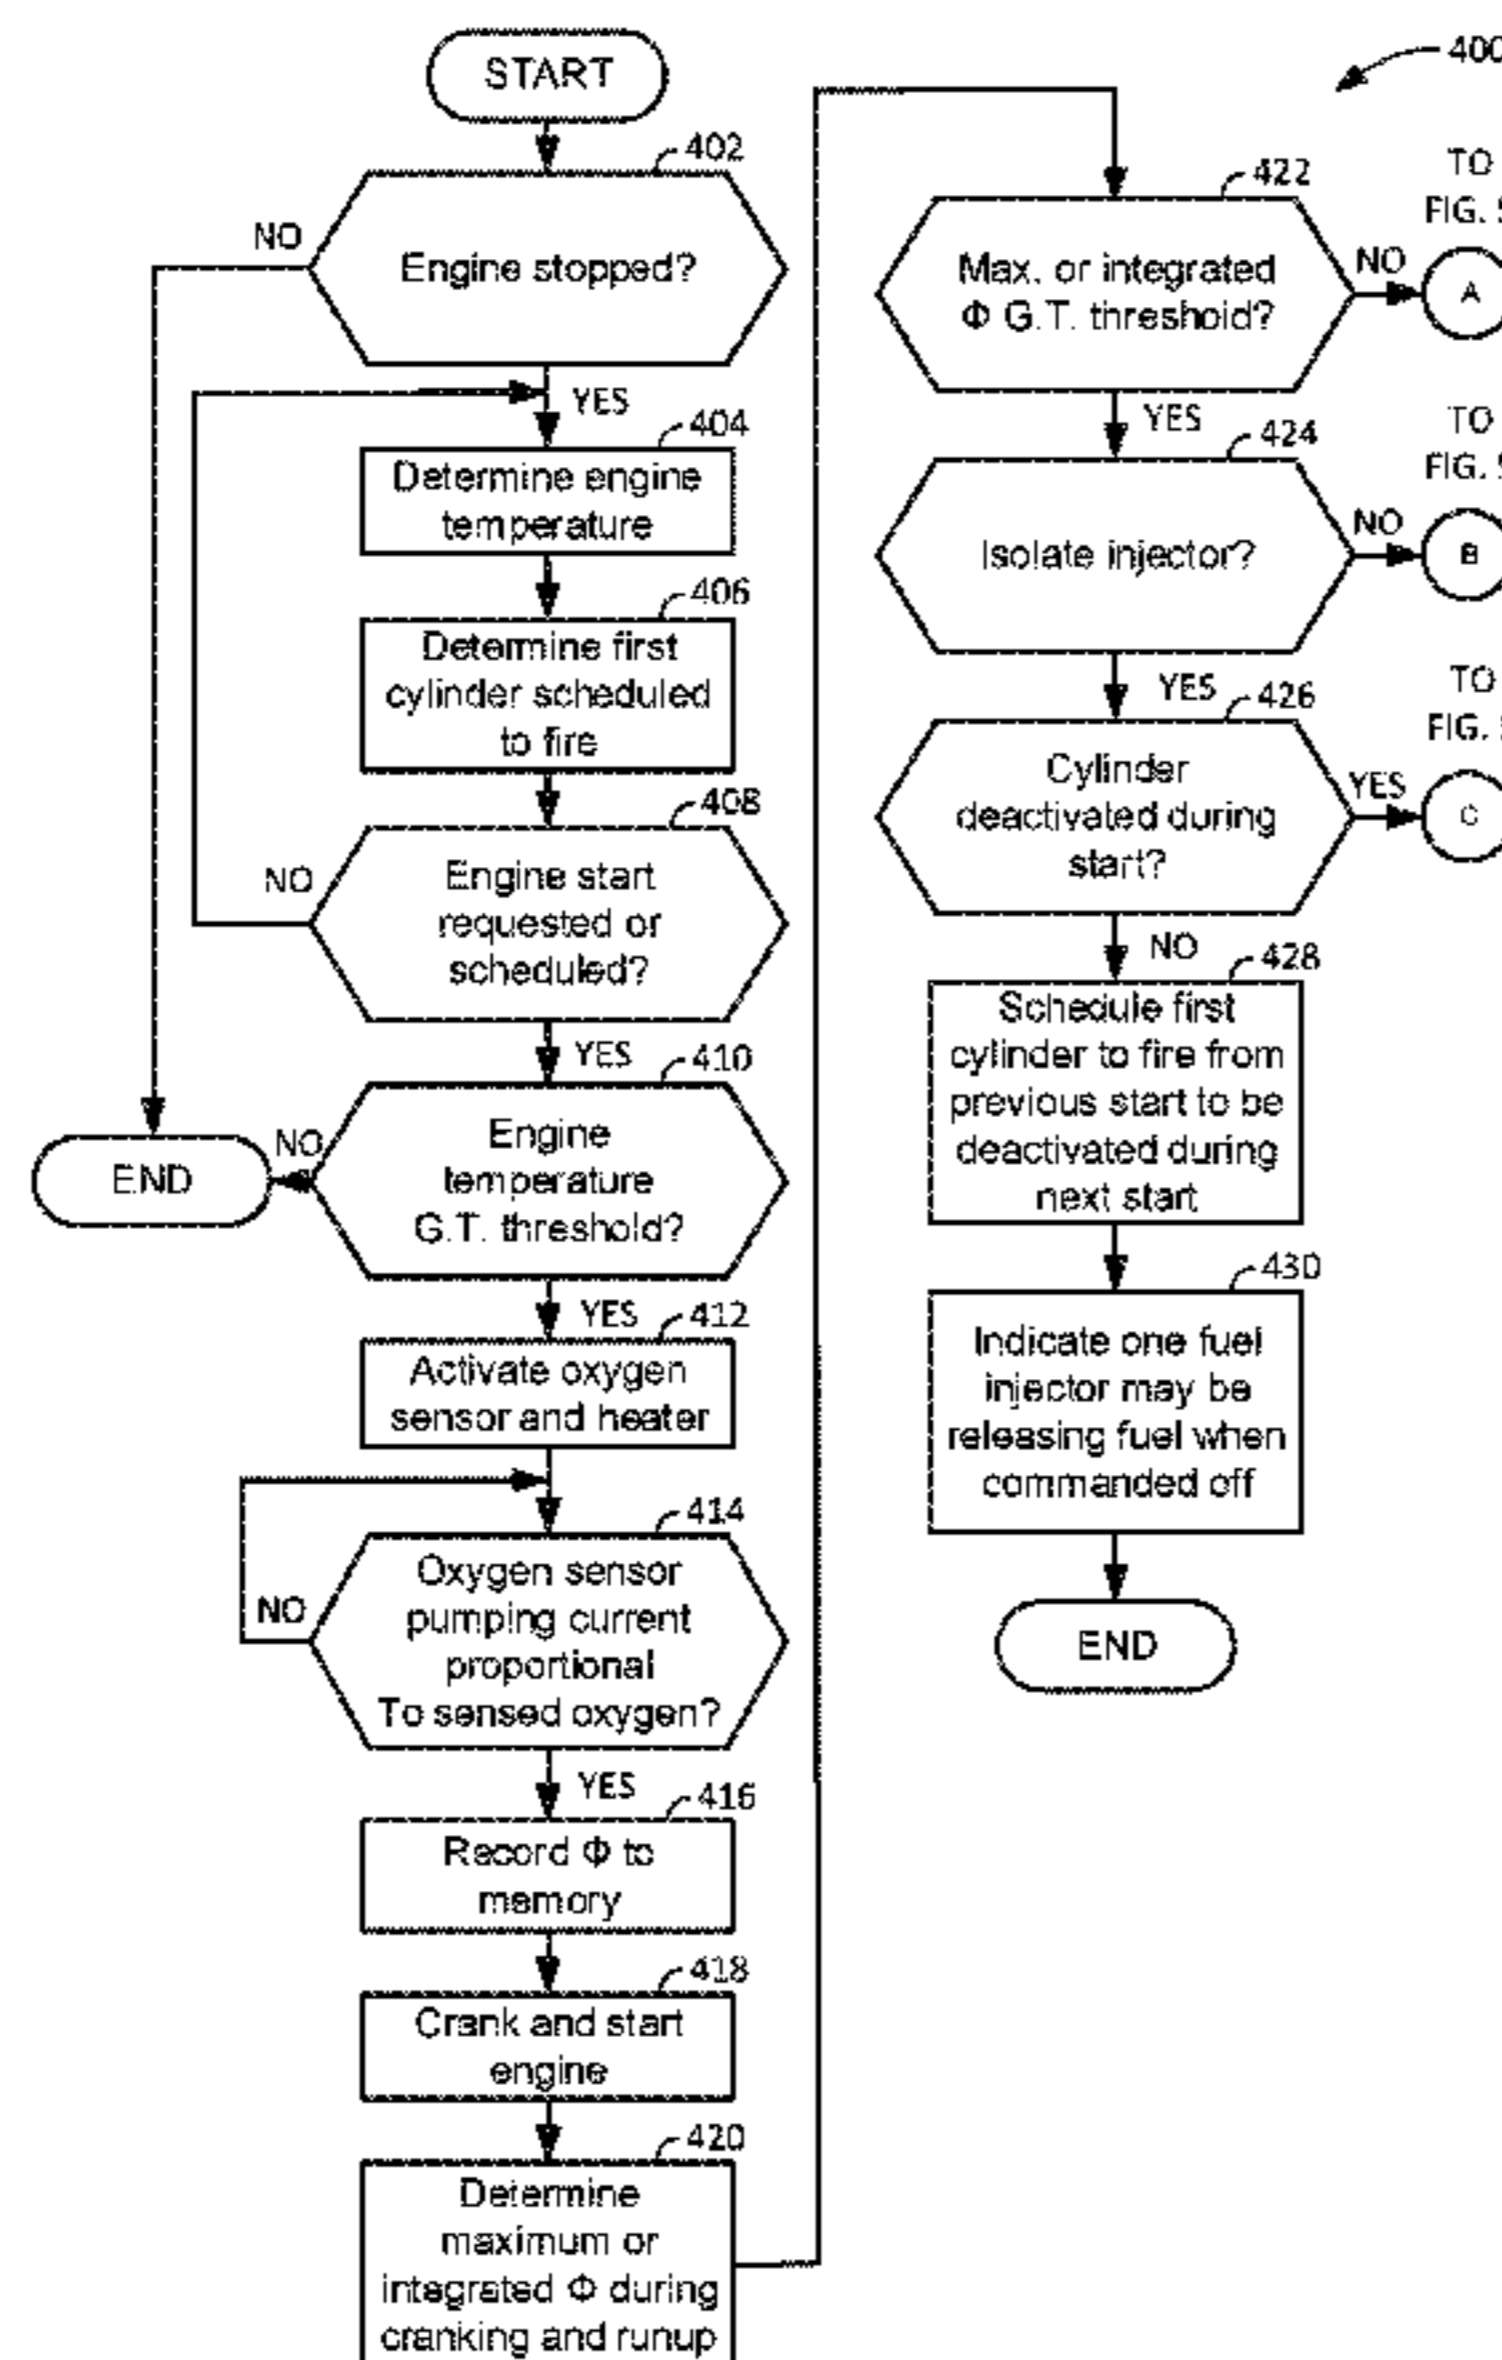 START
402
NO
Engine stopped?
YES
404
Determine engine
temperature
406
Determine first
cylinder scheduled
to fire
408
NO
Engine start
requested or
scheduled?
YES
410
NO
Engine
temperature
G.T. threshold?
END
YES
412
Activate oxygen
sensor and heater
414
NO
Oxygen sensor
pumping current
proportional
To sensed oxygen?
YES
416
Record Φ to
memory
418
Crank and start
engine
420
Determine
maximum or
integrated Φ during
cranking and runup
400
422
Max. or integrated
Φ G.T. threshold?
NO
TO
FIG.
A
YES
424
Isolate injector?
NO
TO
FIG.
B
YES
426
Cylinder
deactivated during
start?
YES
TO
FIG.
C
NO
428
Schedule first
cylinder to fire from
previous start to be
deactivated during
next start
430
Indicate one fuel
injector may be
releasing fuel when
commanded off
END